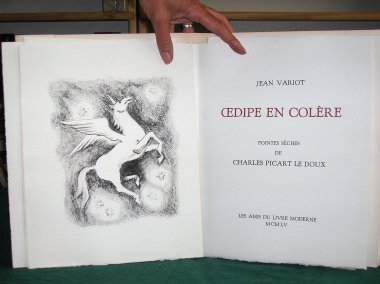 JEAN VARIOT
ŒDIPE EN COLÈRE
POINTES SÈCHES
DE
CHARLES PICART LE DOUX
LES AMIS DU LIVRE MODERNE
MCMLV